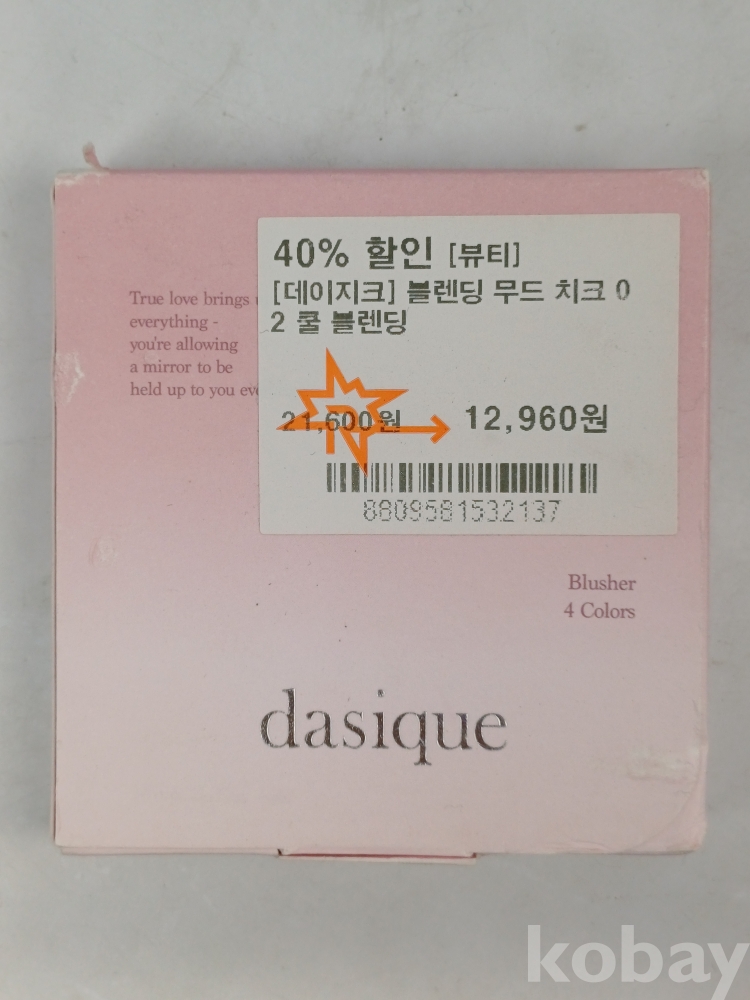 40% 할인 [뷰티]
[데이지크] 블렌딩 무드 치크 0
2 쿨 블렌딩
21,600원
12,960원
8809581532137
True love brings
everything -
you're allowing
a mirror to be
held up to you
Blusher
4 Colors
dasique
kobay